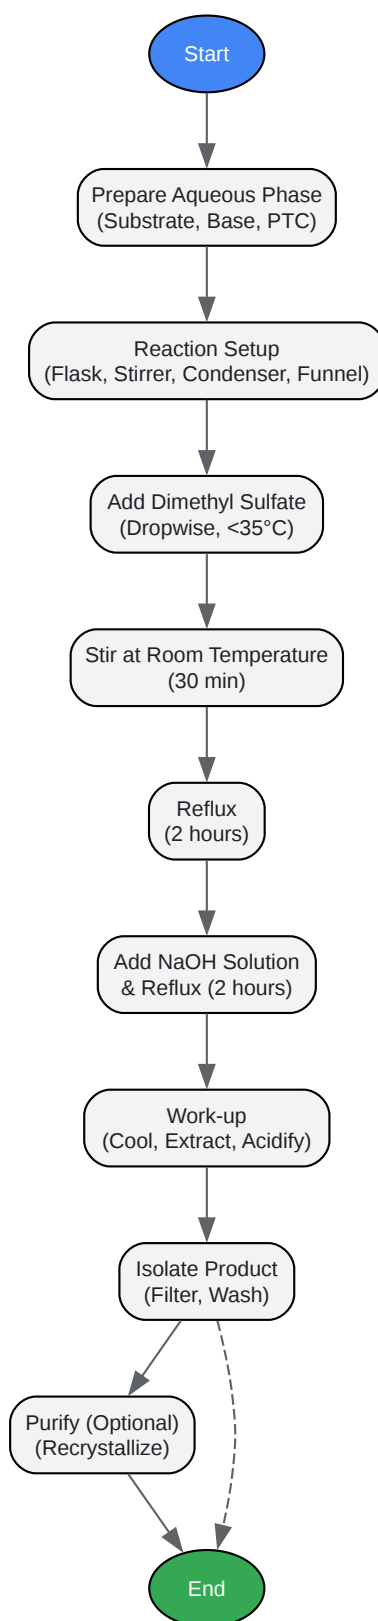 Start
Prepare Aqueous Phase
(Substrate, Base, PTC)
Reaction Setup
(Flask, Stirrer, Condenser, Funnel)
Add Dimethyl Sulfate
(Dropwise, <35°C)
Stir at Room Temperature
(30 min)
Reflux
(2 hours)
Add NaOH Solution
& Reflux (2 hours)
Work-up
(Cool, Extract, Acidify)
Isolate Product
(Filter, Wash)
Purify (Optional)
(Recrystallize)
End